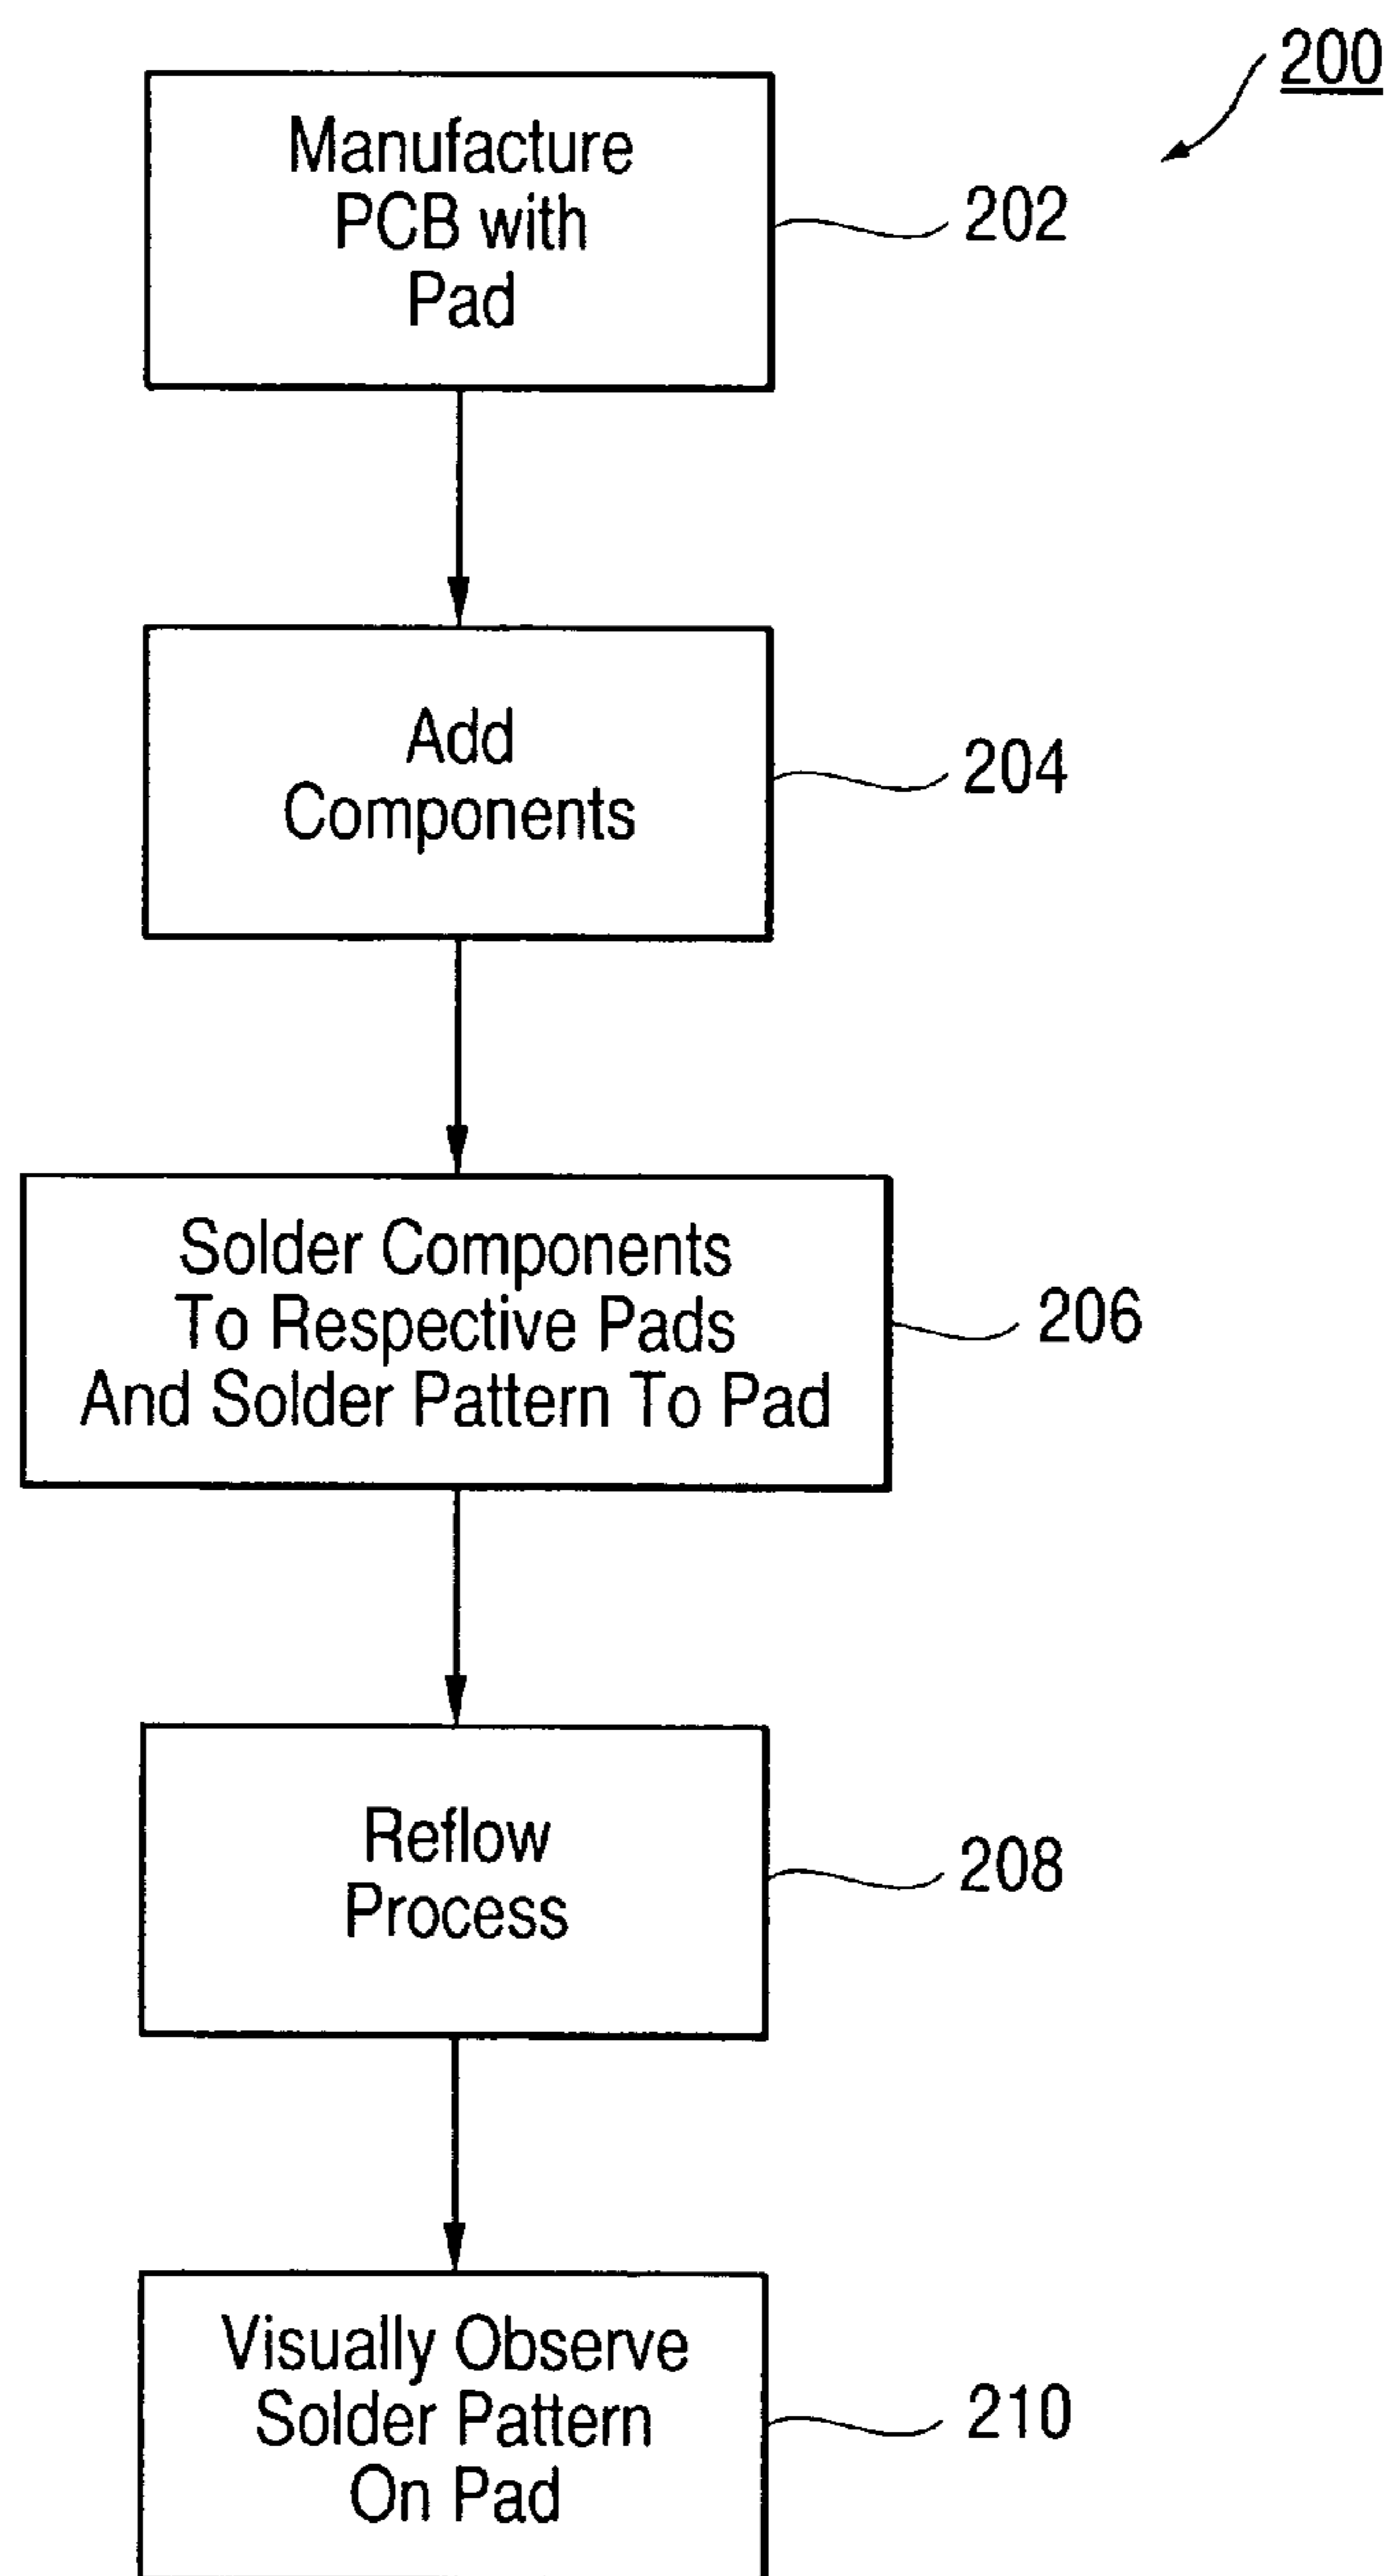 200
Manufacture
PCB with
Pad
202
Add
Components
204
Solder Components
To Respective Pads
And Solder Pattern To Pad
206
Reflow
Process
208
Visually Observe
Solder Pattern
On Pad
210